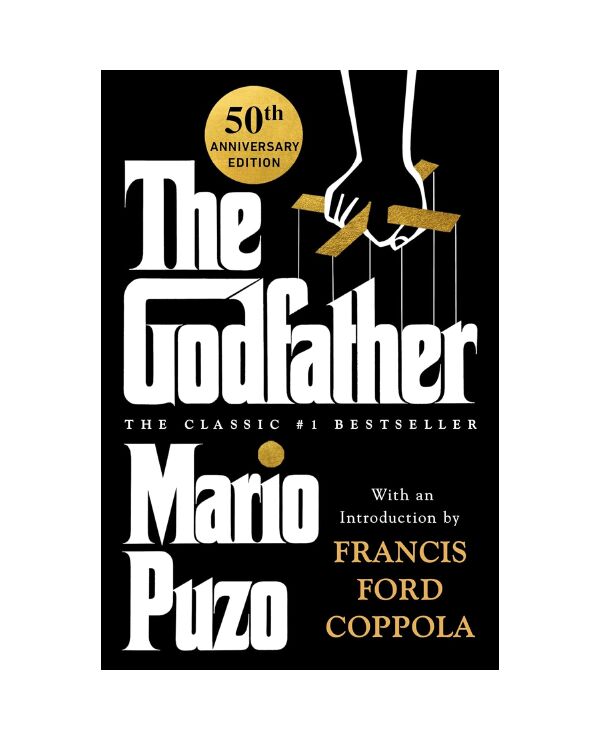 50th
ANNIVERSARY
EDITION
The
Godfather
THE CLASSIC #1 BESTSELLER
Mario
Puzo
With an
Introduction by
FRANCIS
FORD
COPPOLA